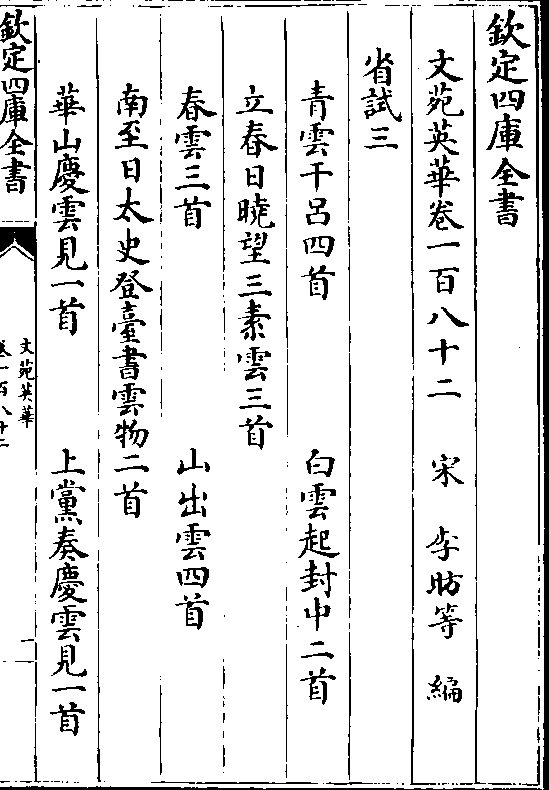 欽定四庫全書
文苑英華卷一百八十二 宋 李昉等 編
省試三
青雲干呂四首 白雲起封中二首
立春日曉望三素雲三首
春雲三首 山出雲四首
南至日太史登臺書雲物二首
華山慶雲見一首 上黨奏慶雲見一首
欽定四庫全書
文苑英華
卷一百八十二
一